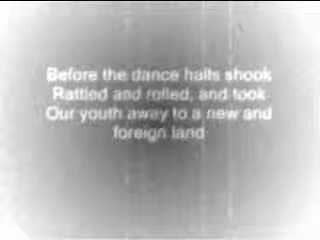 Before the dance halls shook
Rattled and rolled, and took
Our youth away to a new and
foreign land